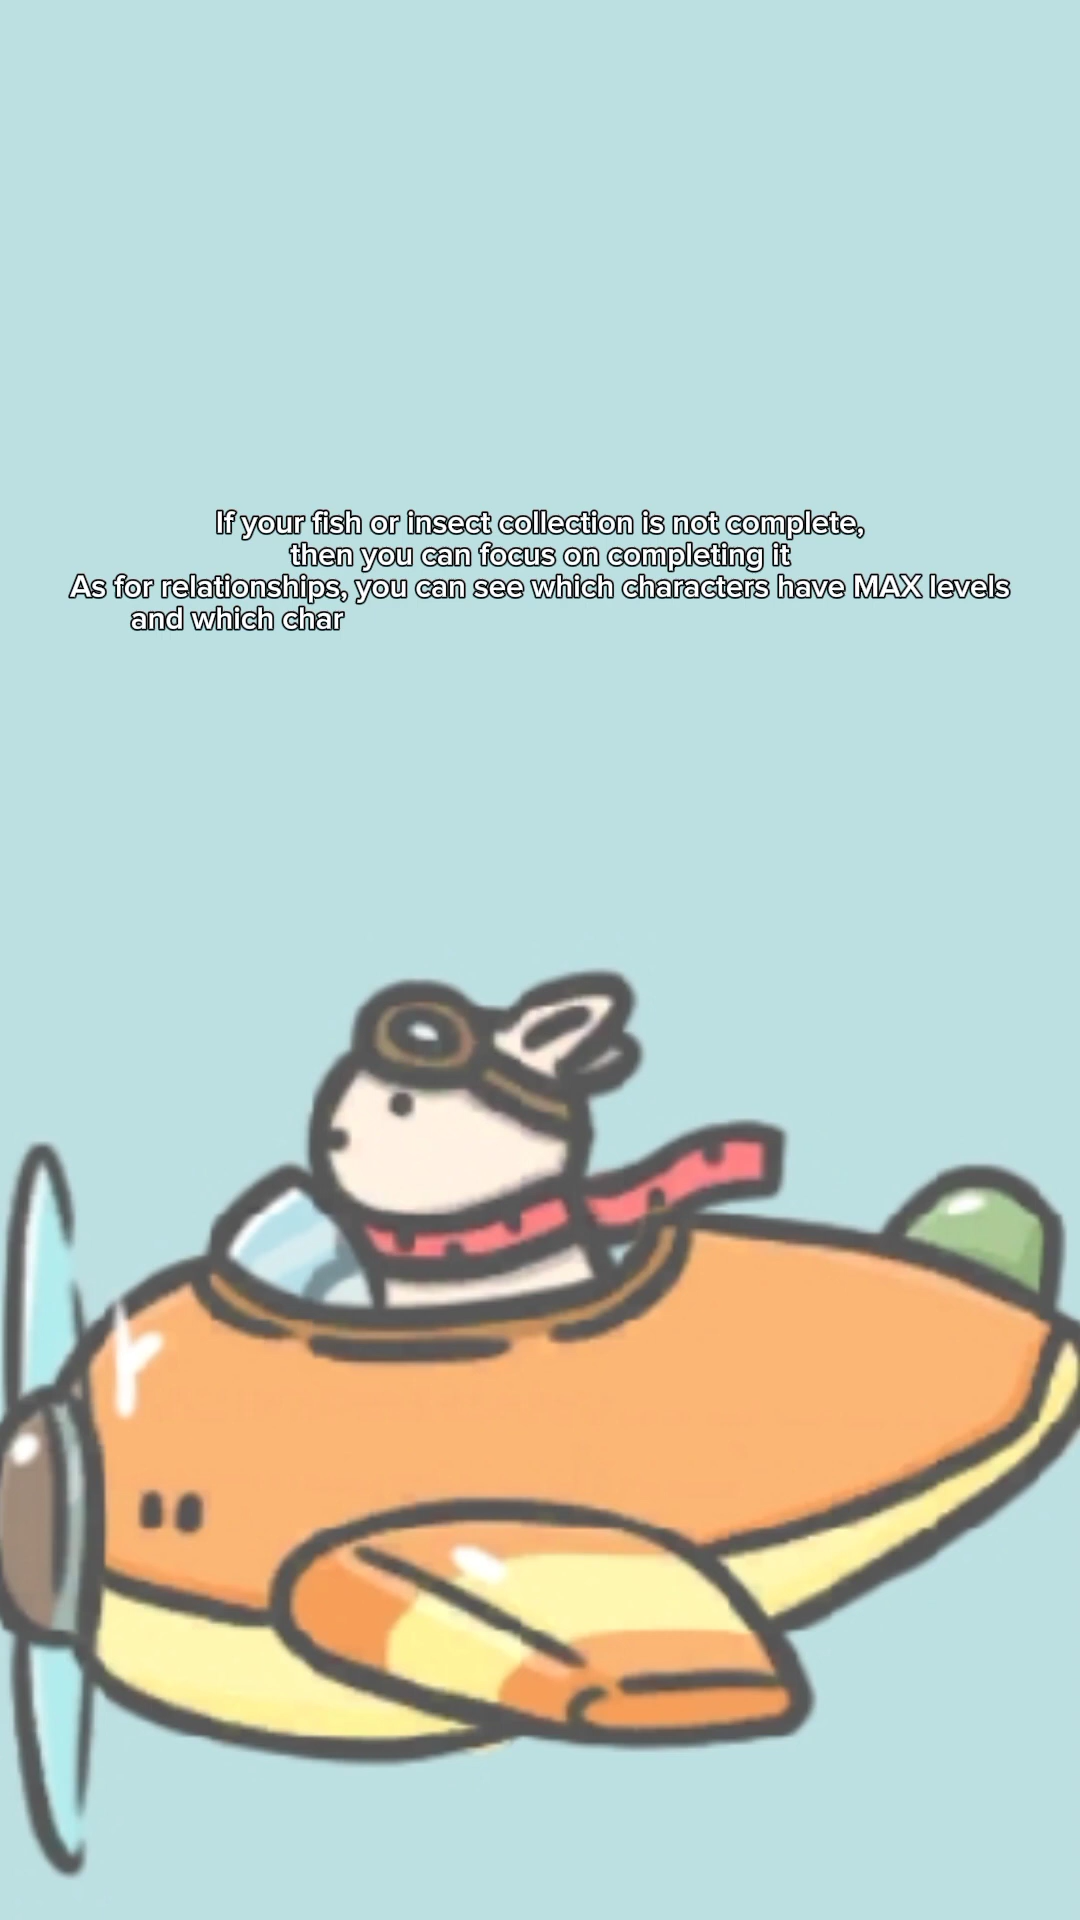 If your fish or insect collection is not complete,
then you can focus on completing it
As for relationships, you can see which characters have MAX levels
and which char